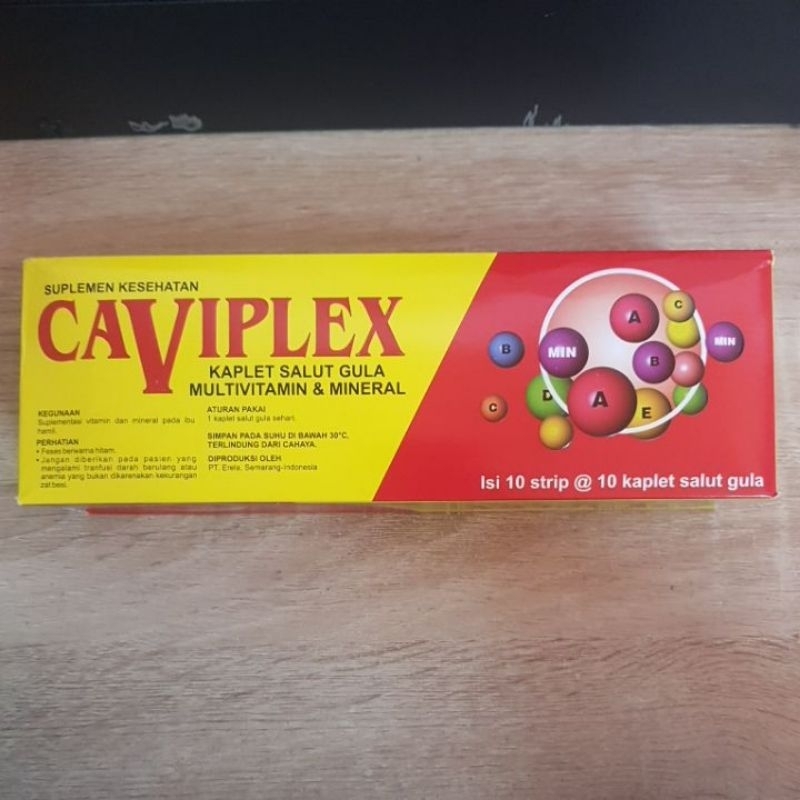 SUPLEMEN KESEHATAN
CAVIPLEX
KAPLET SALUT GULA
MULTIVITAMIN & MINERAL
KEGUNAAN
Suplementasi vitamin dan mineral pada ibu
hamil.
PERHATIAN
• Feses berwarna hitam.
• Jangan diberikan pada pasien yang
mengalami tranfusi darah berulang atau
anemia yang bukan dikarenakan kekurangan
zat besi.
ATURAN PAKAI
1 kaplet salut gula sehari.
SIMPAN PADA SUHU DI BAWAH 30°C,
TERLINDUNG DARI CAHAYA.
DIPRODUKSI OLEH
PT. Erela, Semarang-Indonesia
B
MIN
A
C
MIN
B
D
A
E
C
Isi 10 strip @ 10 kaplet salut gula